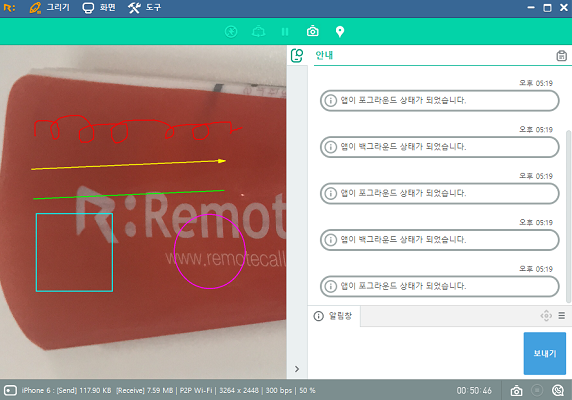 R: 그리기 화면 도구
안내
오후 05:19
앱이 포그라운드 상태가 되었습니다.
오후 05:19
앱이 백그라운드 상태가 되었습니다.
오후 05:19
앱이 포그라운드 상태가 되었습니다.
오후 05:19
앱이 백그라운드 상태가 되었습니다.
오후 05:19
앱이 포그라운드 상태가 되었습니다.
R:Remot
www.remotecall
알림창
보내기
iPhone 6 : [Send] 117.90 KB [Receive] 7.59 MB | P2P Wi-Fi | 3264 x 2448 | 300 bps | 50 %
00:50:46